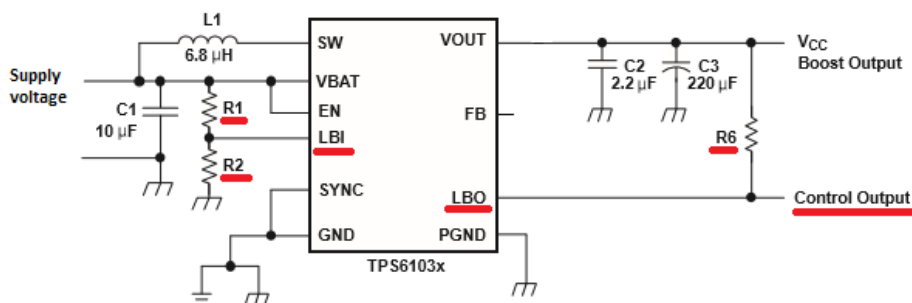 L1
6.8 µH
SW
VOUT
VCC
Boost Output
Supply
voltage
VBAT
C2
2.2 µF
C3
220 µF
C1
10 µF
R1
EN
FB
LBI
R6
R2
SYNC
LBO
Control Output
GND
PGND
TPS6103x